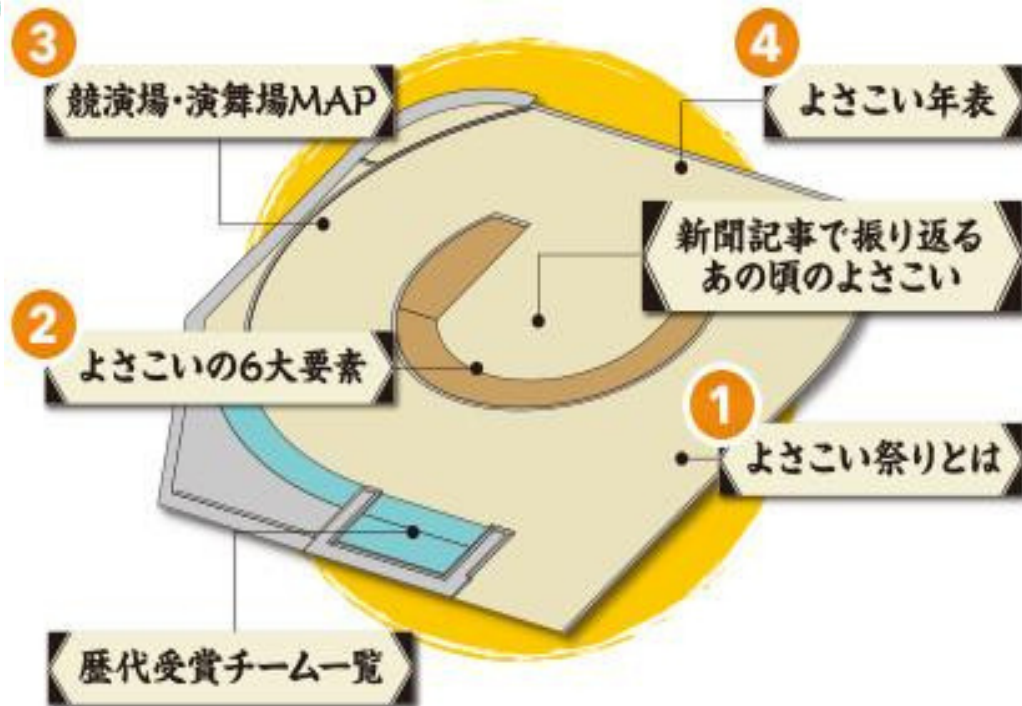 3
競演場・演舞場MAP
4
よさこい年表
新聞記事で振り返る
あの頃のよさこい
2
よさこいの6大要素
1
よさこい祭りとは
歴代受賞チーム一覧